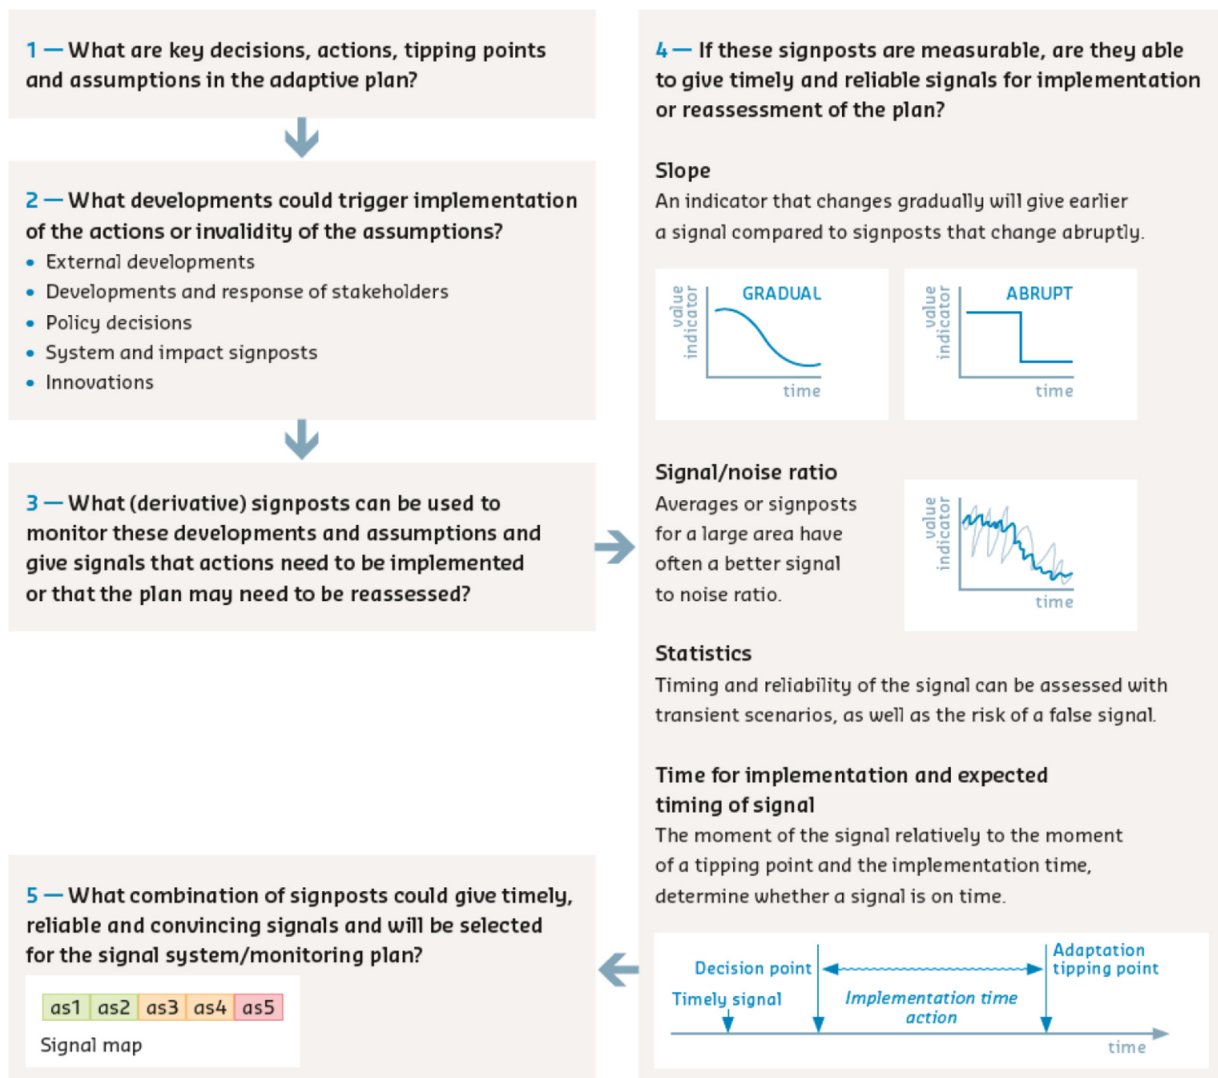 1 — What are key decisions, actions, tipping points
and assumptions in the adaptive plan?
2 — What developments could trigger implementation
of the actions or invalidity of the assumptions?
• External developments
• Developments and response of stakeholders
• Policy decisions
• System and impact signposts
• Innovations
3 — What (derivative) signposts can be used to
monitor these developments and assumptions and
give signals that actions need to be implemented
or that the plan may need to be reassessed?
4 — If these signposts are measurable, are they able
to give timely and reliable signals for implementation
or reassessment of the plan?
Slope
An indicator that changes gradually will give earlier
a signal compared to signposts that change abruptly.
value
indicator
GRADUAL
time
value
indicator
ABRUPT
time
Signal/noise ratio
Averages or signposts
for a large area have
often a better signal
to noise ratio.
value
indicator
time
Statistics
Timing and reliability of the signal can be assessed with
transient scenarios, as well as the risk of a false signal.
Time for implementation and expected
timing of signal
The moment of the signal relatively to the moment
of a tipping point and the implementation time,
determine whether a signal is on time.
Decision point
Adaptation
tipping point
Timely signal
Implementation time
action
time
5 — What combination of signposts could give timely,
reliable and convincing signals and will be selected
for the signal system/monitoring plan?
as1 as2 as3 as4 as5
Signal map